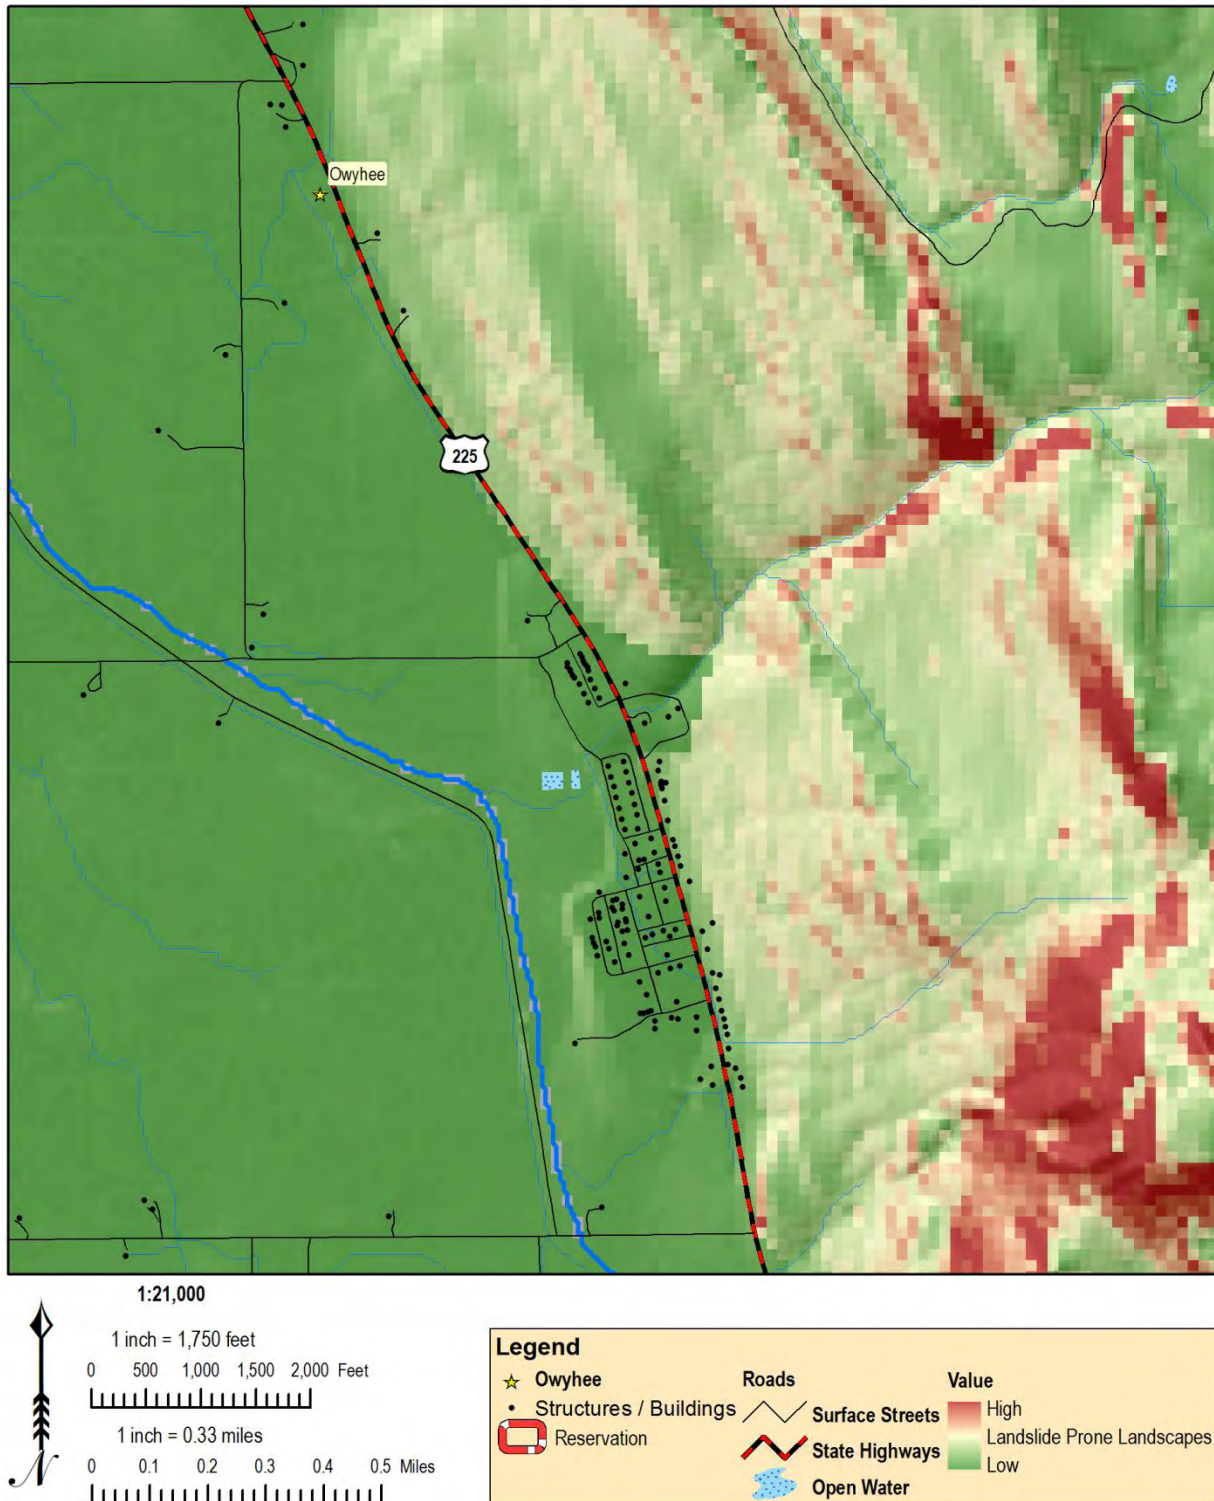 Owyhee
225
1:21,000
1 inch = 1,750 feet
0 500 1,000 1,500 2,000 Feet
1 inch = 0.33 miles
0 0.1 0.2 0.3 0.4 0.5 Miles
N
Legend
Owyhee
Structures / Buildings
Reservation
Roads
Surface Streets
State Highways
Open Water
Value
High
Landslide Prone Landscapes
Low